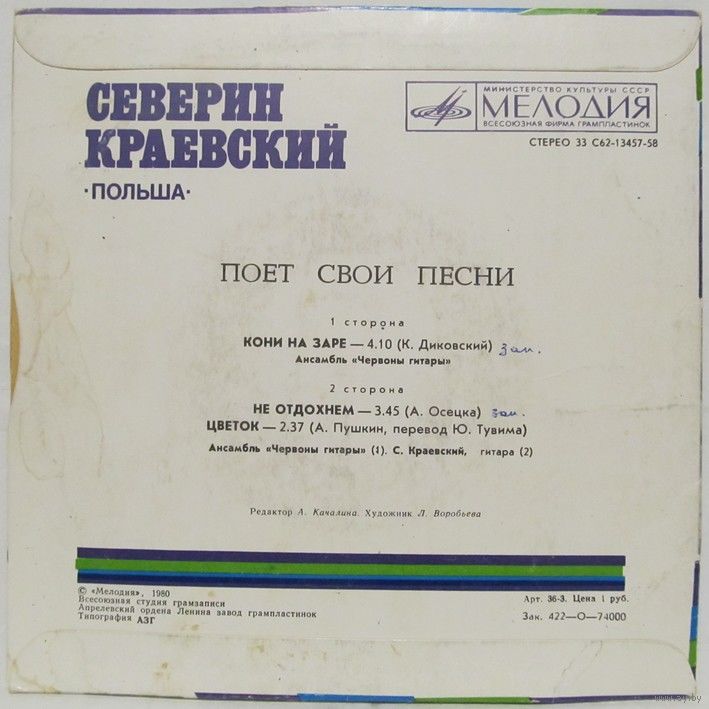 СЕВЕРИН
КРАЕВСКИЙ
·ПОЛЬША·
МИНИСТЕРСТВО КУЛЬТУРЫ СССР
МЕЛОДИЯ
ВСЕСОЮЗНАЯ ФИРМА ГРАМПЛАСТИНОК
СТЕРЕО 33 С62-13457-58
ПОЕТ СВОИ ПЕСНИ
1 сторона
КОНИ НА ЗАРЕ — 4.10 (К. Диковский) зап.
Ансамбль «Червоны гитары»
2 сторона
НЕ ОТДОХНЕМ — 3.45 (А. Осецка) зап.
ЦВЕТОК — 2.37 (А. Пушкин, перевод Ю. Тувима)
Ансамбль «Червоны гитары» (1). С. Краевский, гитара (2)
Редактор А. Качалина. Художник Л. Воробьева
© «Мелодия», 1980
Всесоюзная студия грамзаписи
Апрелевский ордена Ленина завод грампластинок
Типография АЗГ
Арт. 36-3. Цена 1 руб.
Зак. 422—О—74000